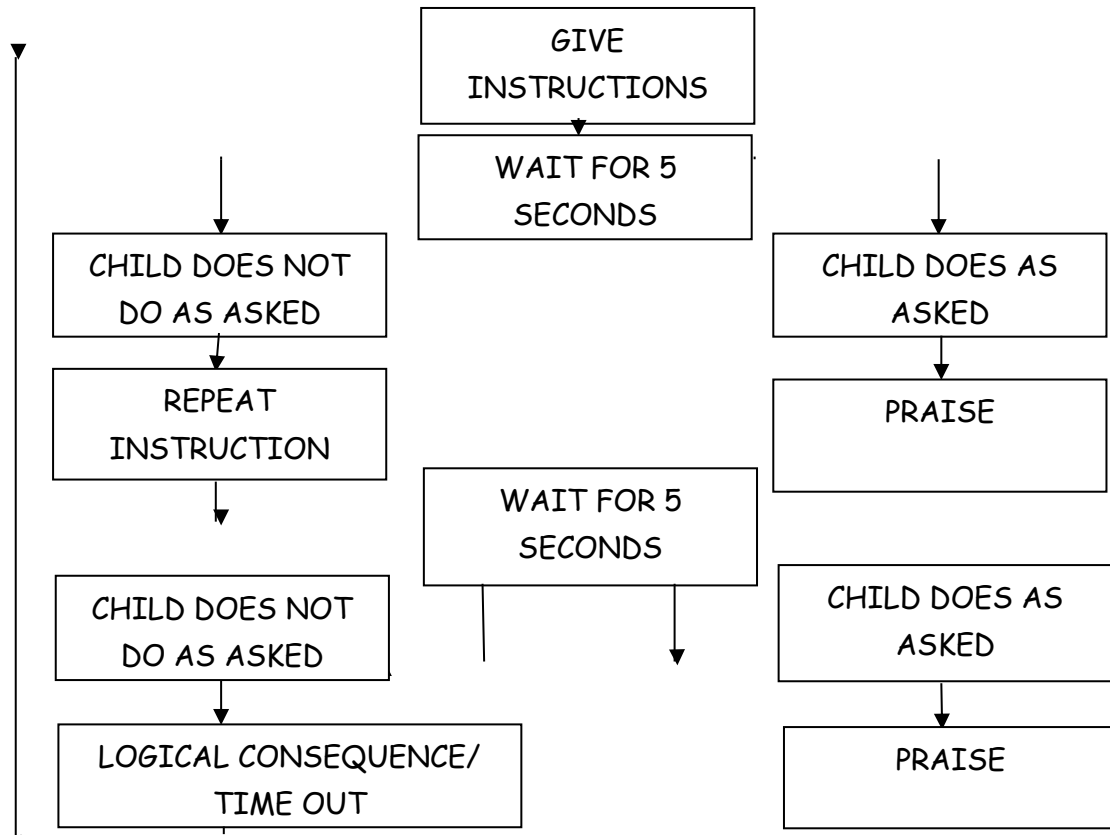 GIVE
INSTRUCTIONS
WAIT FOR 5
SECONDS
CHILD DOES NOT
DO AS ASKED
CHILD DOES AS
ASKED
REPEAT
INSTRUCTION
PRAISE
WAIT FOR 5
SECONDS
CHILD DOES NOT
DO AS ASKED
CHILD DOES AS
ASKED
LOGICAL CONSEQUENCE/
TIME OUT
PRAISE